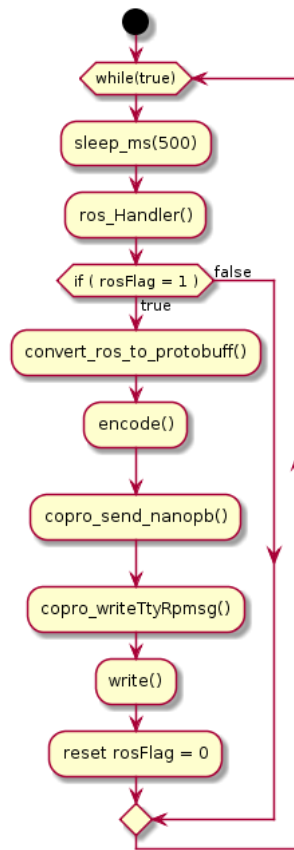 while(true)
sleep_ms(500)
ros_Handler()
if ( rosFlag = 1 )
false
true
convert_ros_to_protobuff()
encode()
copro_send_nanopb()
copro_writeTtyRpmsg()
write()
reset rosFlag = 0